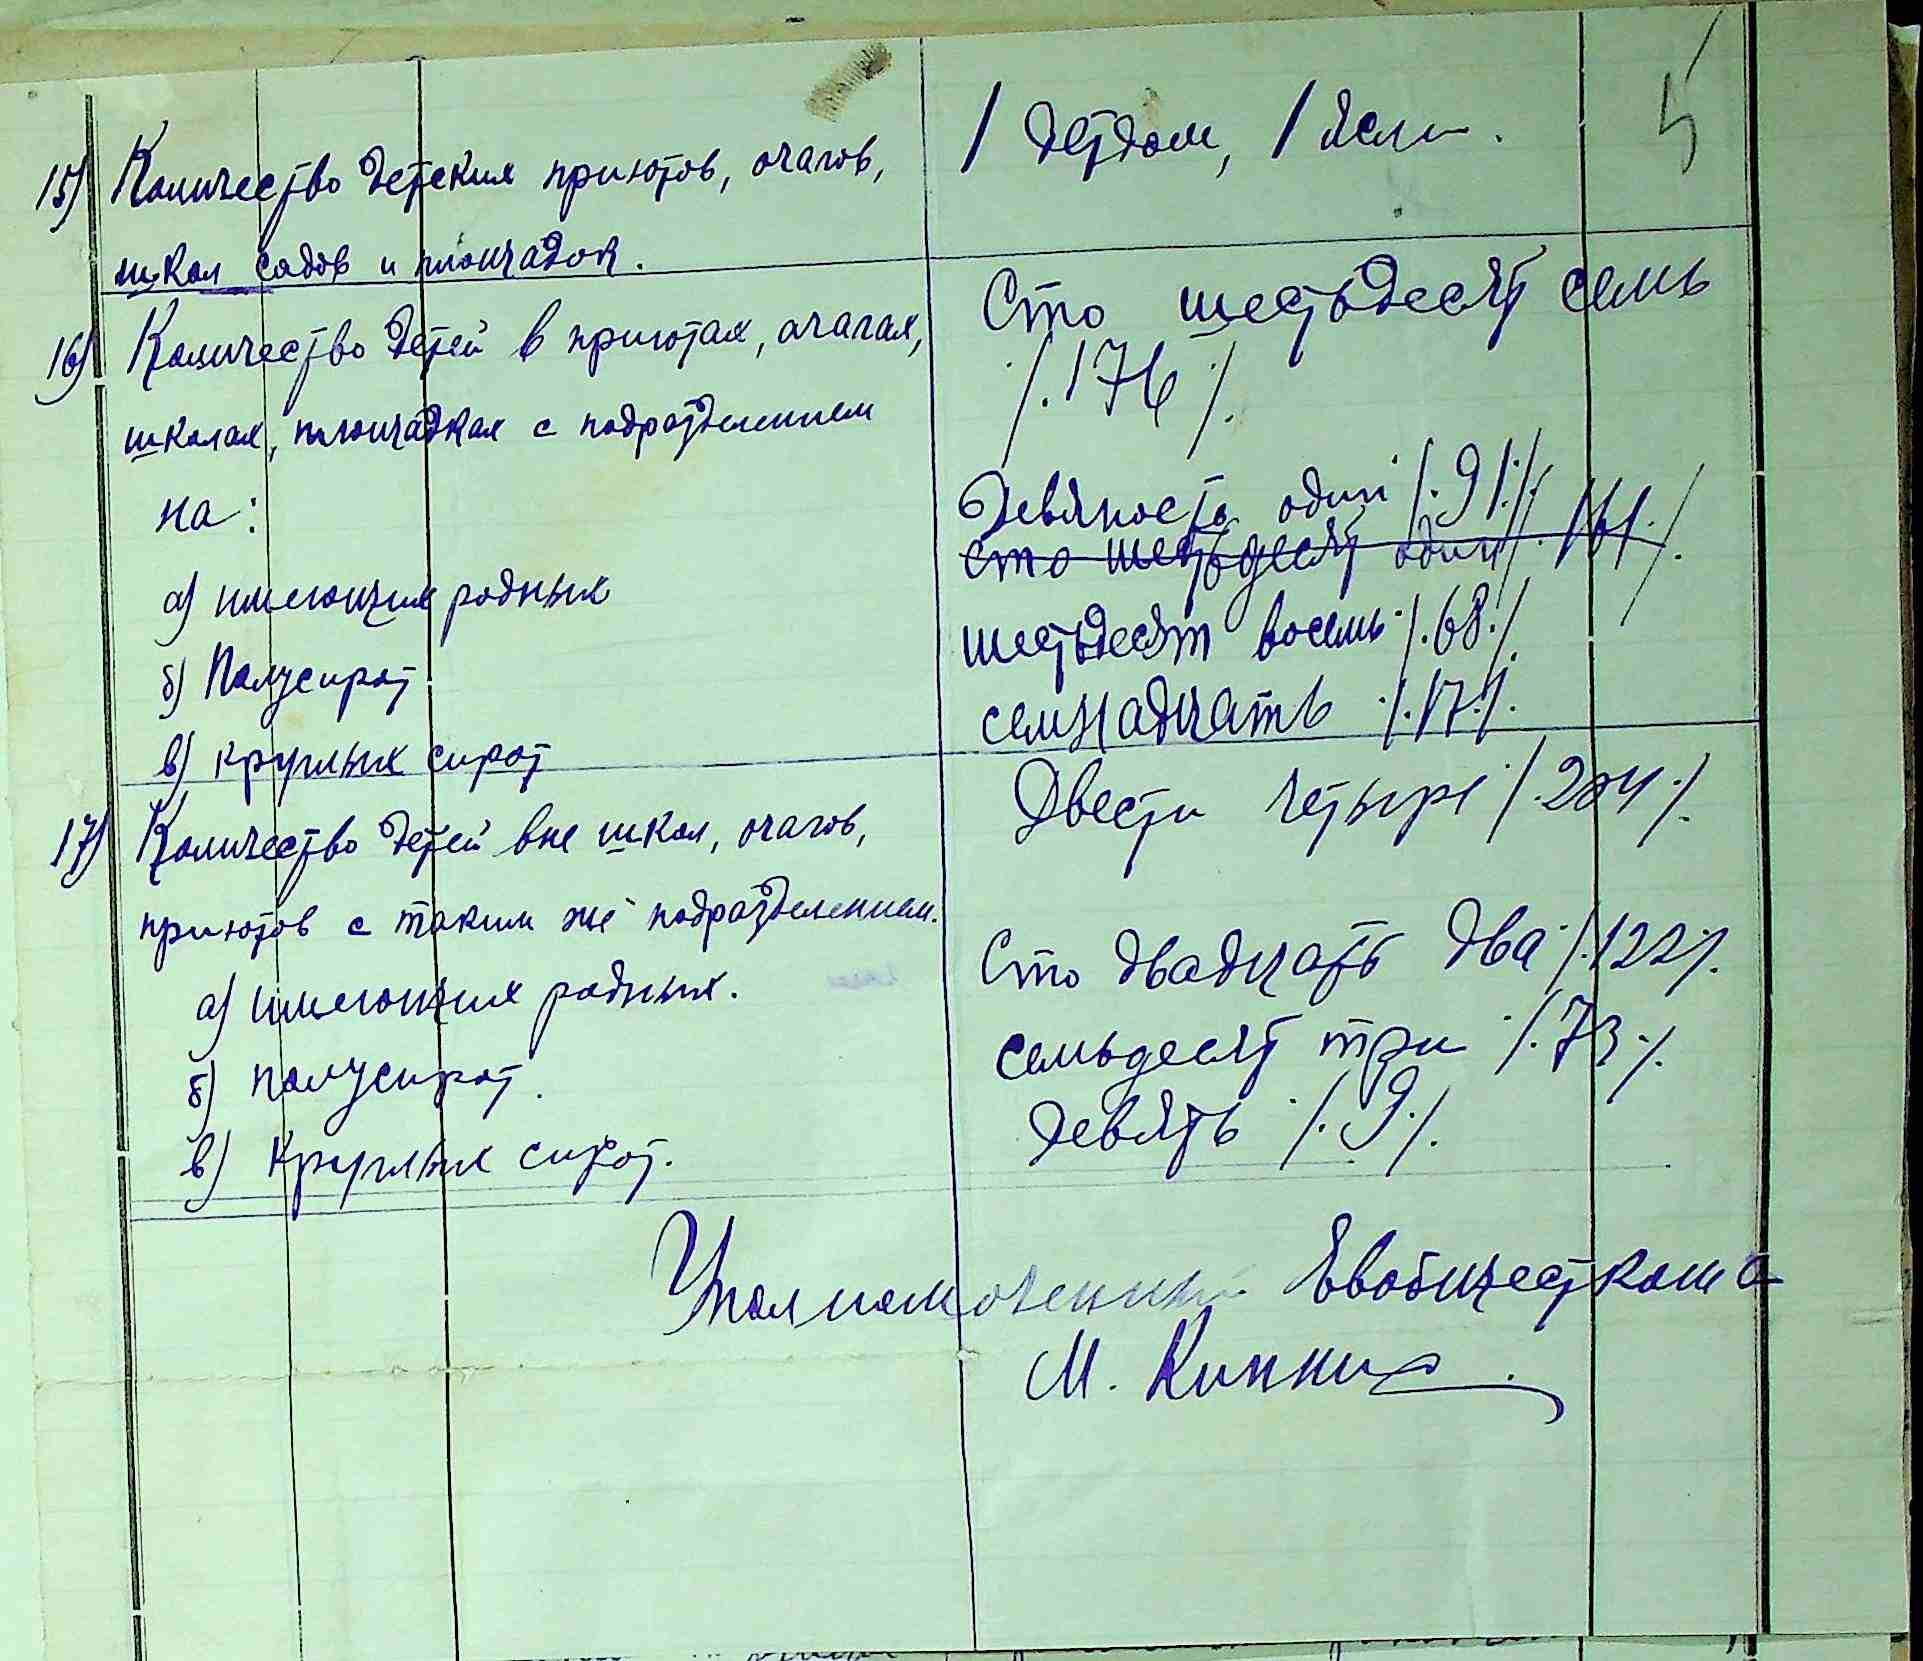 5
15) Количество детских приютов, очагов, 1 детдом, 1 ясли.
школ садов и площадок.
16) Количество детей в приютах, очагах, Сто шестьдесят семь
школах, площадках с подразделением /.176./
на: Девяносто один /.91./
сто шестьдесят один /.161./
а) имеющих родных
б) Полусирот шестьдесят восемь /.68./
в) круглых сирот семнадцать /.17./
17) Количество детей вне школ, очагов, Двести четыре /.204./
приютов с таким же подразделением.
а) имеющих родных. Сто двадцать два /.122./
б) полусирот. семьдесят три /.73./
в) Круглых сирот. девять /.9./
Уполномоченный Евобщесткома
М.